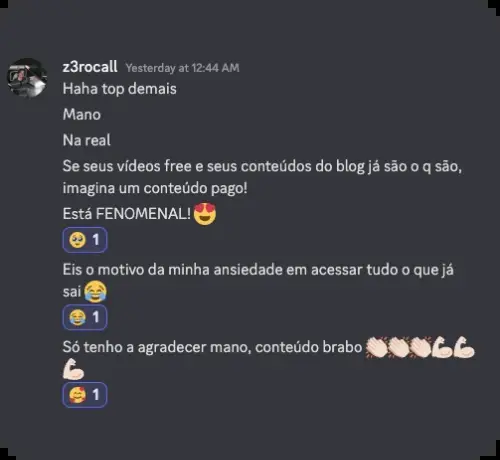 z3rocall Yesterday at 12:44 AM
Haha top demais
Mano
Na real
Se seus vídeos free e seus conteúdos do blog já são o q são,
imagina um conteúdo pago!
Está FENOMENAL!😍
🥹 1
Eis o motivo da minha ansiedade em acessar tudo o que já
sai😂
😂 1
Só tenho a agradecer mano, conteúdo brabo 👏🏻👏🏻👏🏻💪🏻💪🏻
💪🏻
🥰 1